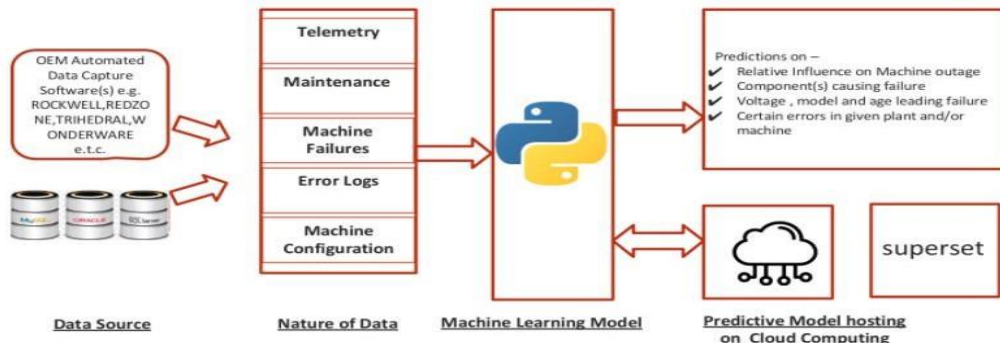 OEM Automated
Data Capture
Software(s) e.g.
ROCKWELL,REDZO
NE,TRIHEDRAL,W
ONDERWARE
e.t.c.
MySQL
ORACLE
SQL Server
Data Source
Telemetry
Maintenance
Machine
Failures
Error Logs
Machine
Configuration
Nature of Data
Machine Learning Model
Predictions on –
✔ Relative Influence on Machine outage
✔ Component(s) causing failure
✔ Voltage , model and age leading failure
✔ Certain errors in given plant and/or
machine
superset
Predictive Model hosting
on Cloud Computing